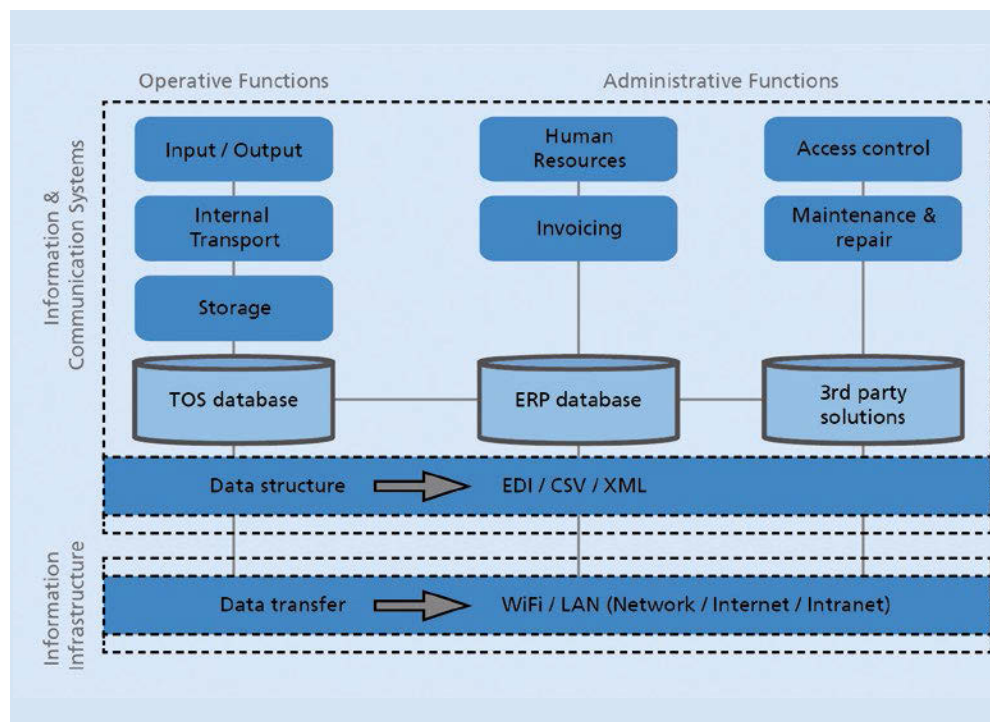 Operative Functions
Administrative Functions
Information &
Communication Systems
Input / Output
Human
Resources
Access control
Internal
Transport
Invoicing
Maintenance &
repair
Storage
TOS database
ERP database
3rd party
solutions
Data structure
EDI / CSV / XML
Information
Infrastructure
Data transfer
WiFi / LAN (Network / Internet / Intranet)